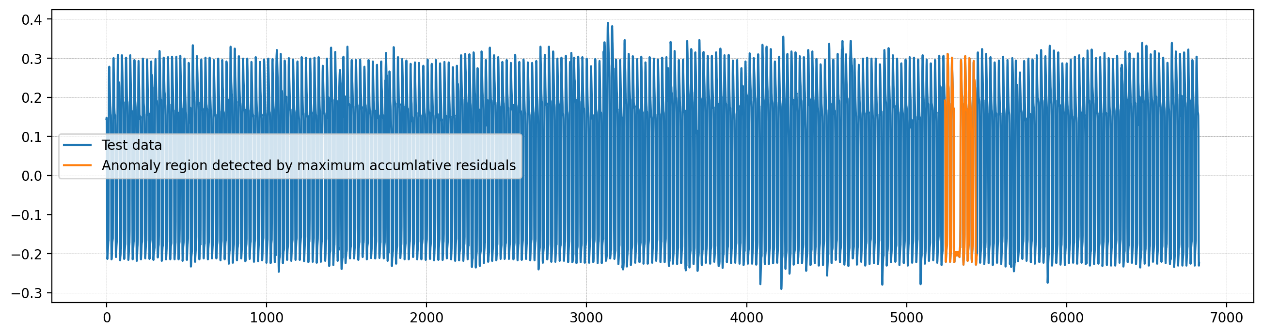 0.4
0.3
0.2
0.1
0.0
−0.1
−0.2
−0.3
Test data
Anomaly region detected by maximum accumlative residuals
0 1000 2000 3000 4000 5000 6000 7000